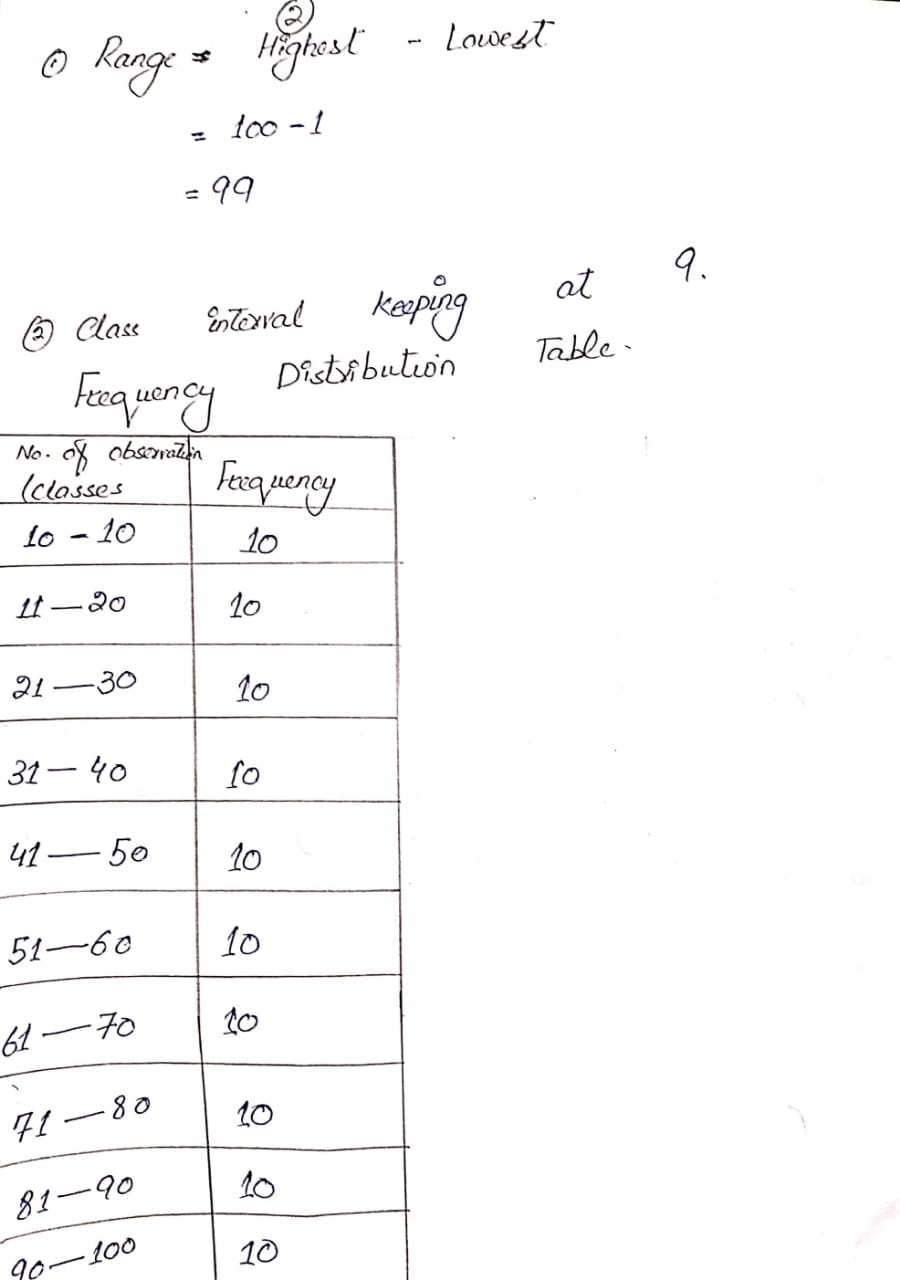 ②
① Range = Highest - Lowest
= 100 - 1
= 99
② Class interval keeping at 9.
Frequency Distribution Table.
No. of observation Frequency
/classes
10 - 10 10
11 — 20 10
21 — 30 10
31 — 40 10
41 — 50 10
51 — 60 10
61 — 70 10
71 — 80 10
81 — 90 10
90 — 100 10